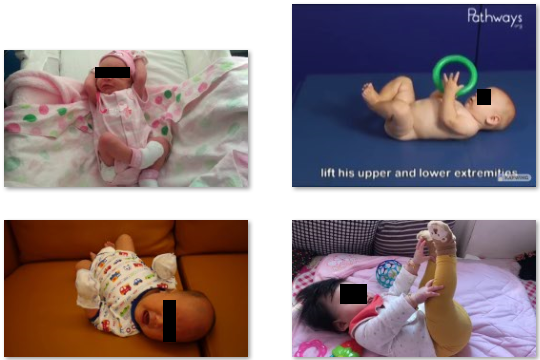 Pathways
.org
lift his upper and lower extremities.